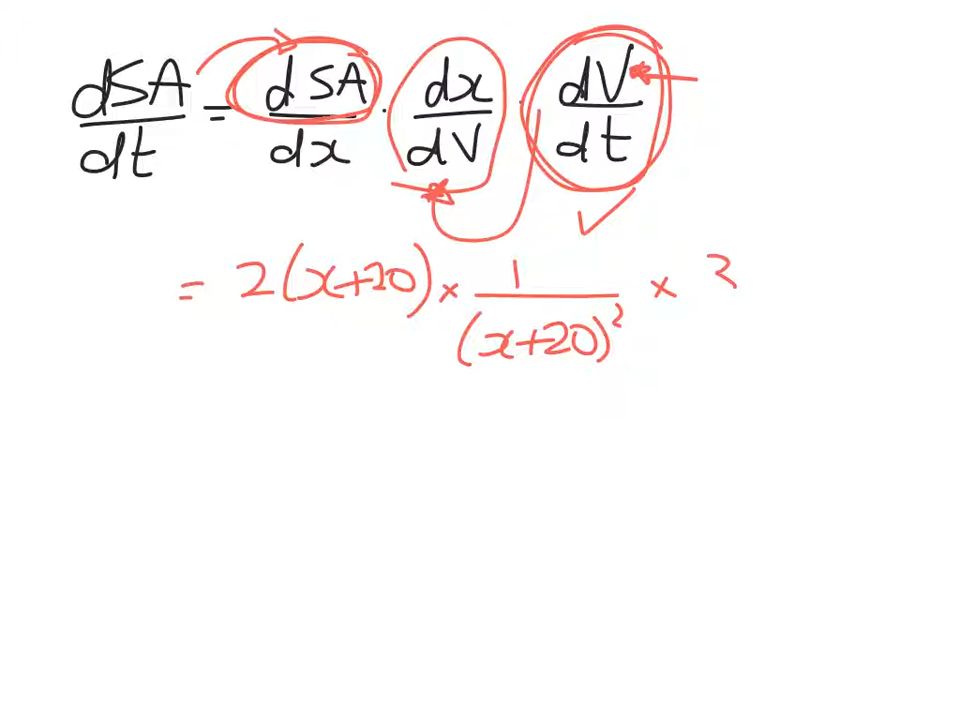 dSA/dt = dSA/dx · dx/dV · dV/dt
= 2(x+20) × 1/(x+20)² × 3